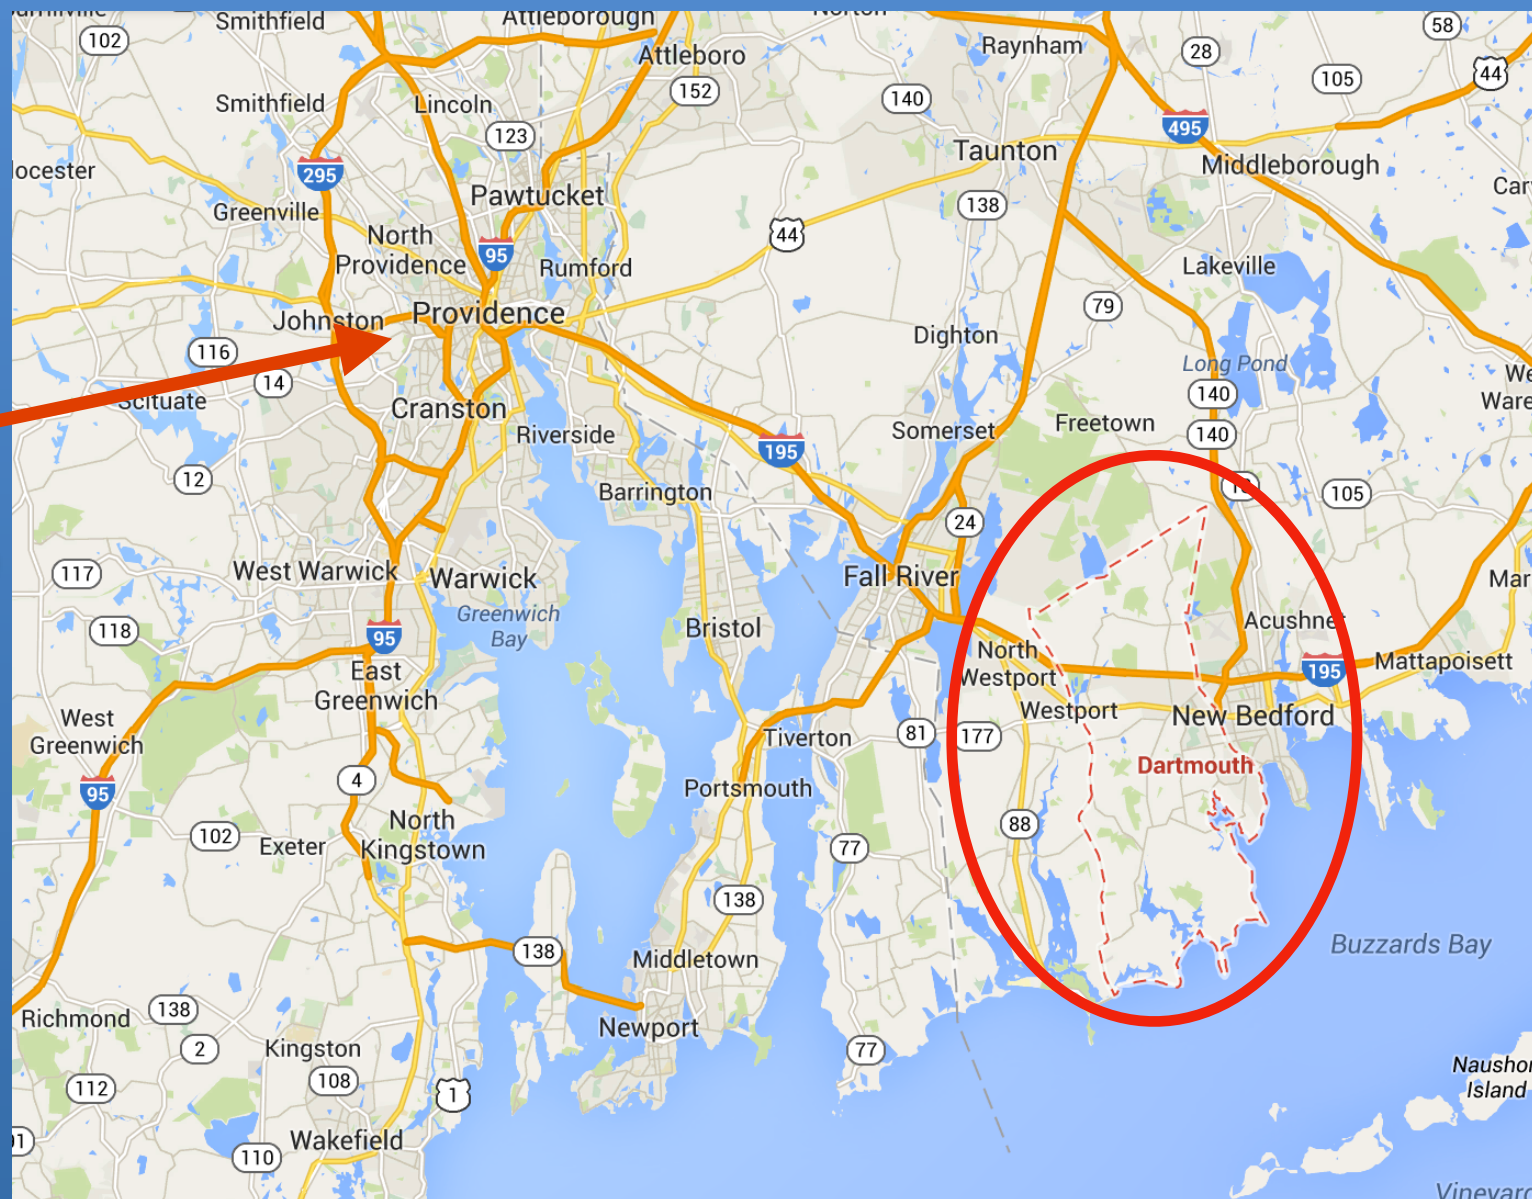 Smithfield
Attleborough
Norton
102
58
Raynham
28
Attleboro
44
105
152
140
Smithfield
Lincoln
123
495
Taunton
Middleborough
295
Pawtucket
138
Greenville
44
North
Providence
95
Rumford
Lakeville
79
Providence
Johnston
Dighton
116
Long Pond
14
140
Scituate
Cranston
Riverside
Somerset
Freetown
140
195
12
Barrington
18
105
24
117
West Warwick
Warwick
Fall River
Greenwich
Bay
118
Bristol
Acushnet
95
North
Westport
195
Mattapoisett
East
Greenwich
West
Greenwich
Westport
New Bedford
Tiverton
81
177
Dartmouth
4
Portsmouth
95
North
Kingstown
88
102
Exeter
77
138
Buzzards Bay
138
Middletown
Richmond
138
Newport
2
Kingston
77
108
112
1
Island
Wakefield
110